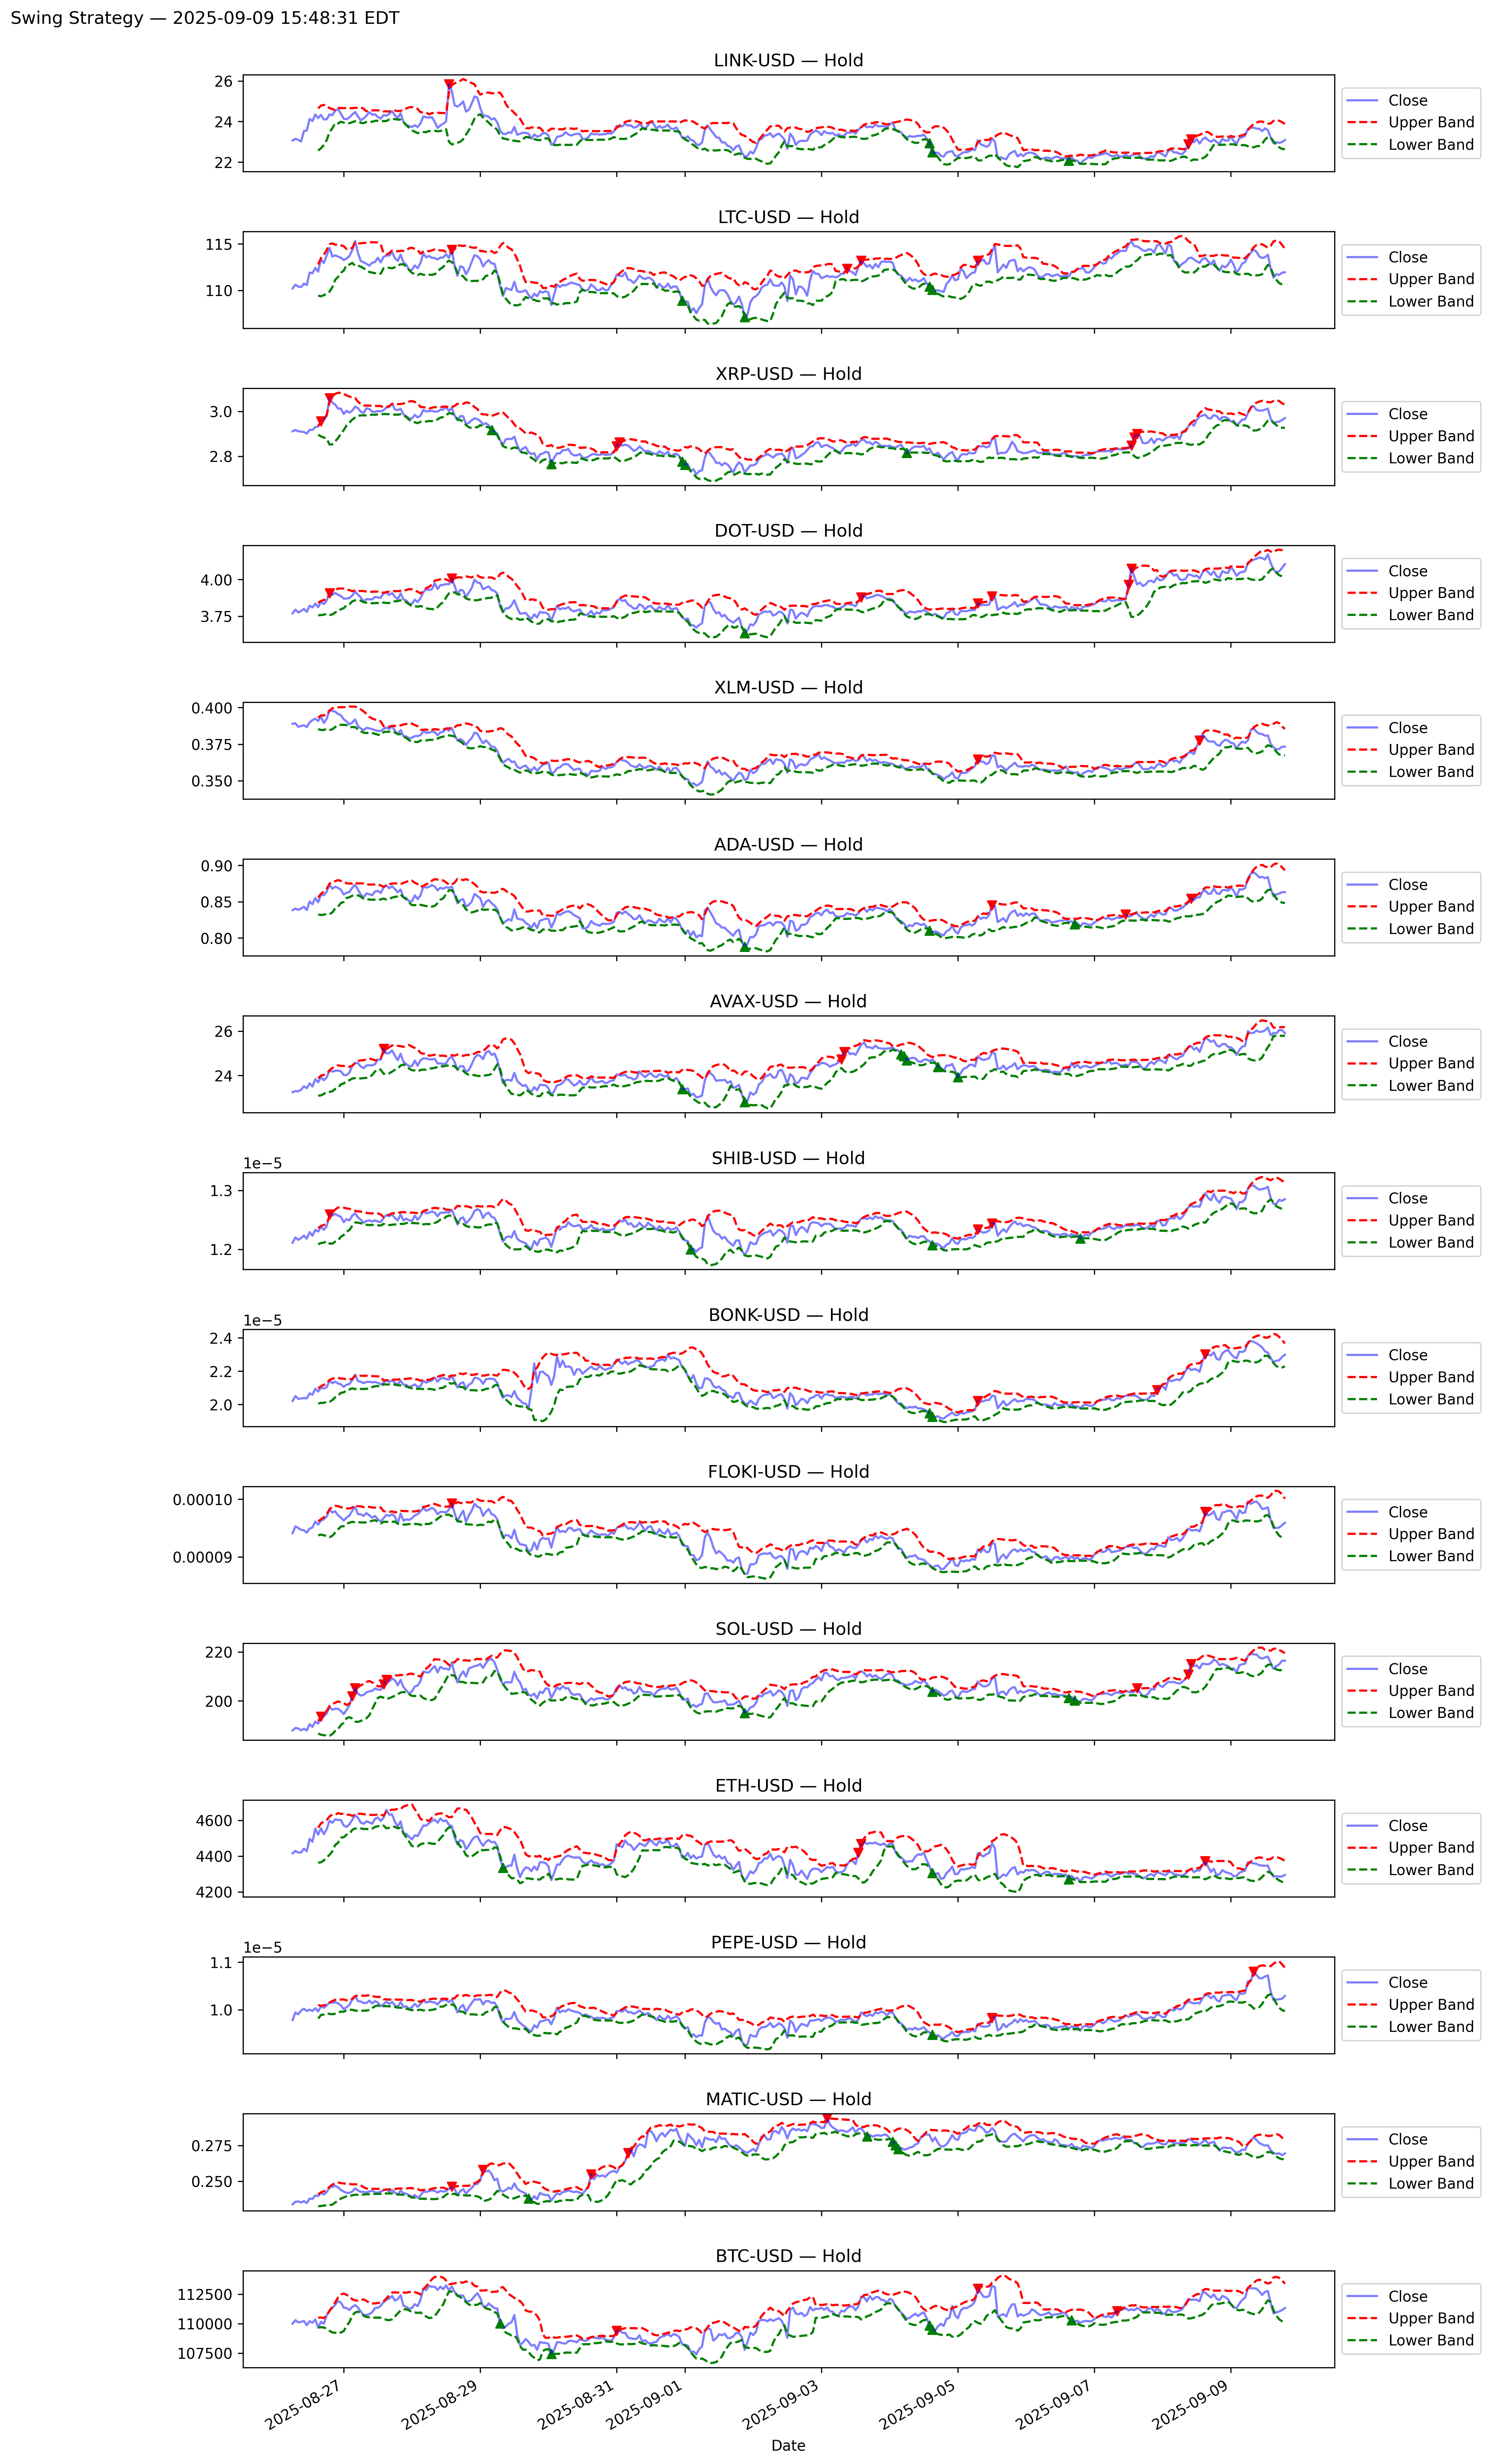 Swing Strategy — 2025-09-09 15:48:31 EDT
LINK-USD — Hold
26
24
22
Close
Upper Band
Lower Band
LTC-USD — Hold
115
110
Close
Upper Band
Lower Band
XRP-USD — Hold
3.0
2.8
Close
Upper Band
Lower Band
DOT-USD — Hold
4.00
3.75
Close
Upper Band
Lower Band
XLM-USD — Hold
0.400
0.375
0.350
Close
Upper Band
Lower Band
ADA-USD — Hold
0.90
0.85
0.80
Close
Upper Band
Lower Band
AVAX-USD — Hold
26
24
Close
Upper Band
Lower Band
SHIB-USD — Hold
1e−5
1.3
1.2
Close
Upper Band
Lower Band
BONK-USD — Hold
1e−5
2.4
2.2
2.0
Close
Upper Band
Lower Band
FLOKI-USD — Hold
0.00010
0.00009
Close
Upper Band
Lower Band
SOL-USD — Hold
220
200
Close
Upper Band
Lower Band
ETH-USD — Hold
4600
4400
4200
Close
Upper Band
Lower Band
PEPE-USD — Hold
1e−5
1.1
1.0
Close
Upper Band
Lower Band
MATIC-USD — Hold
0.275
0.250
Close
Upper Band
Lower Band
BTC-USD — Hold
112500
110000
107500
Close
Upper Band
Lower Band
2025-08-27
2025-08-29
2025-08-31
2025-09-01
2025-09-03
2025-09-05
2025-09-07
2025-09-09
Date